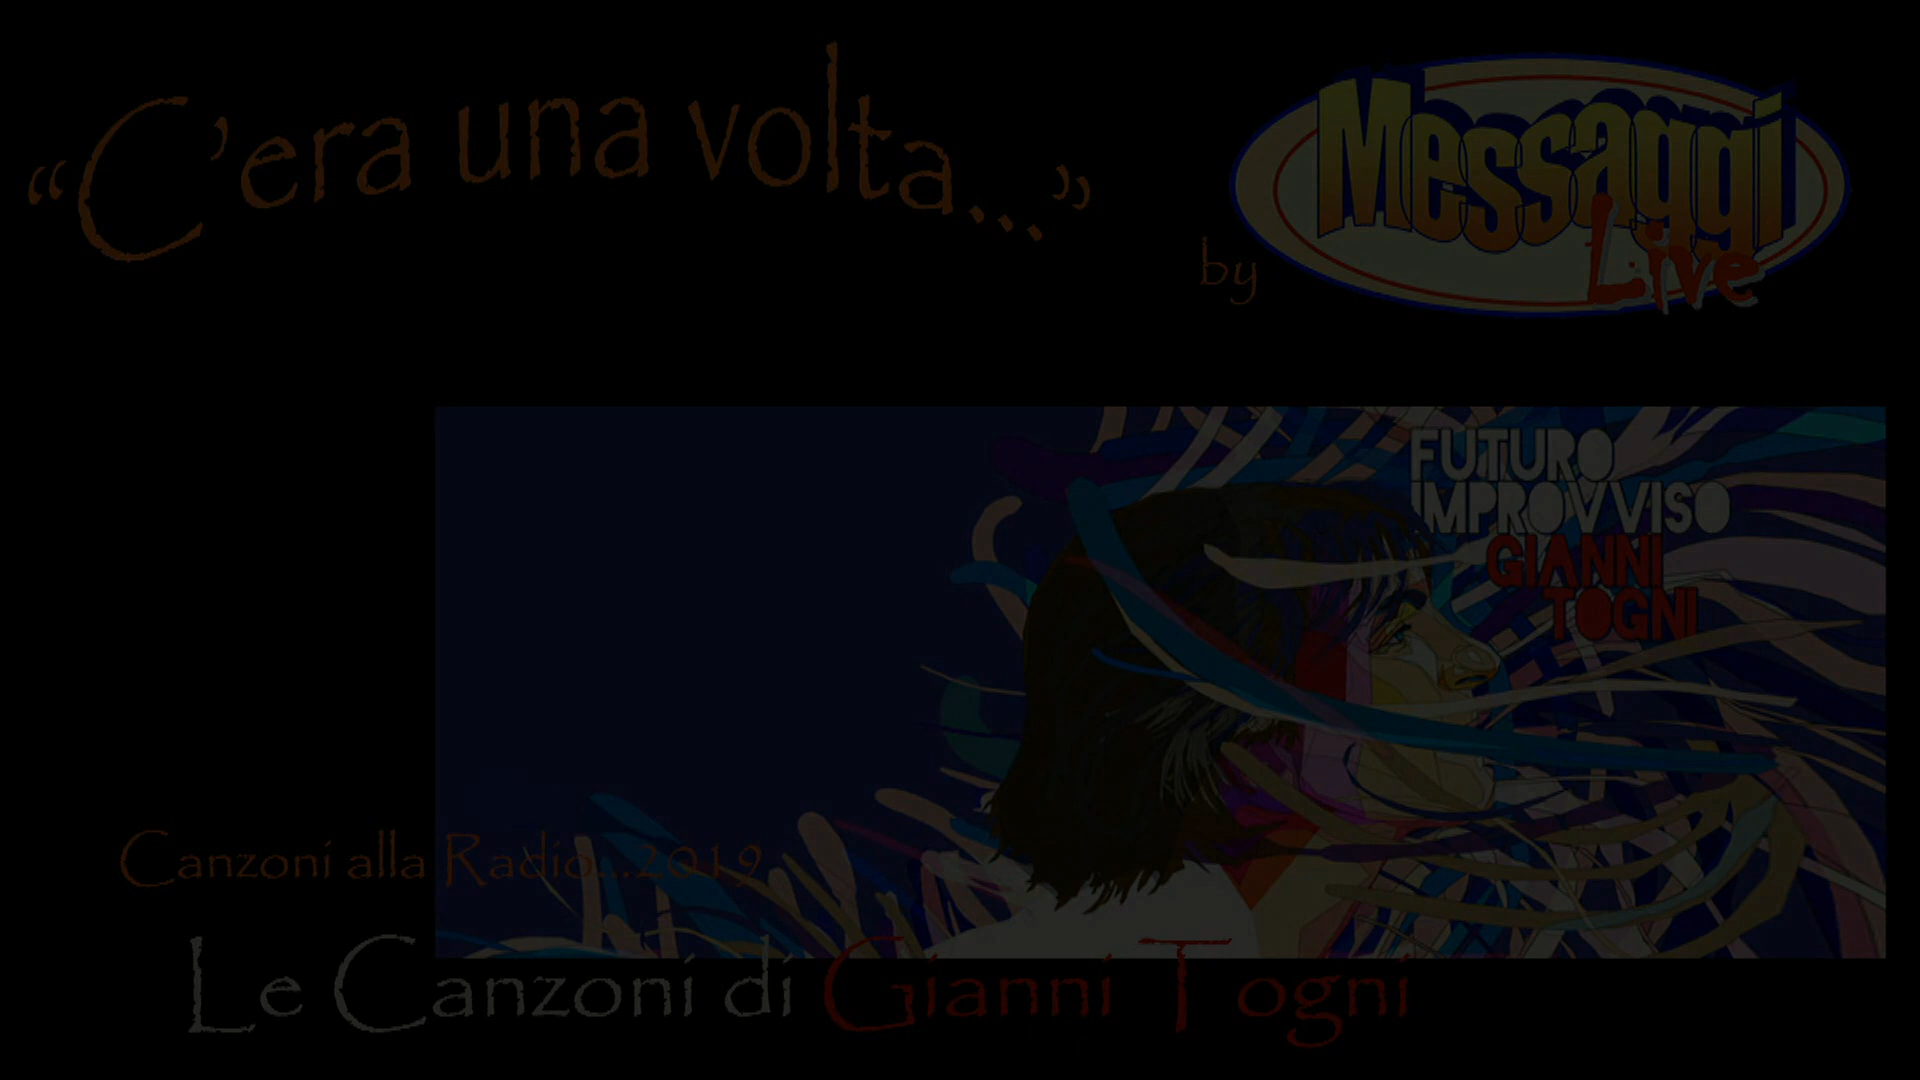 “C'era una volta...”
by
Messaggi
Live
FUTURO
IMPROVVISO
GIANNI
TOGNI
Canzoni alla Radio...2019
Le Canzoni di Gianni Togni